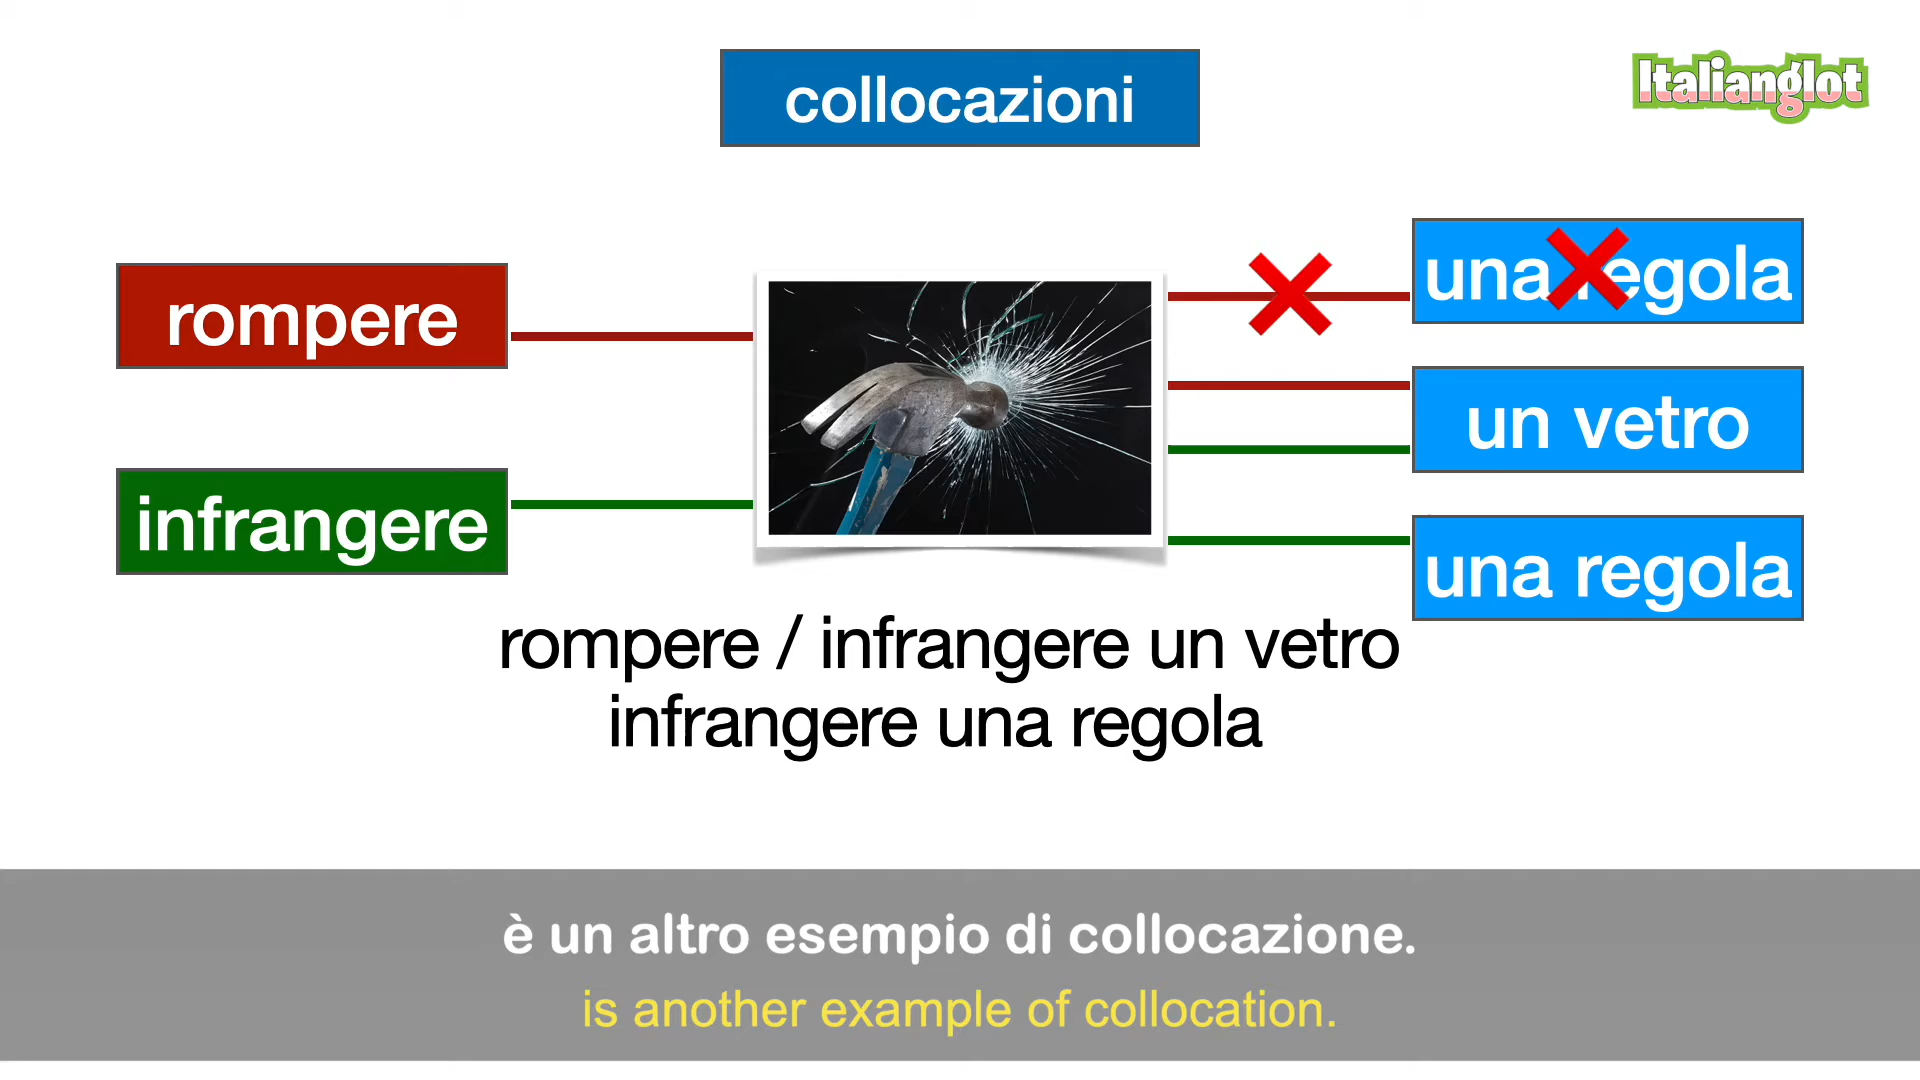 collocazioni
Italianglot
rompere
infrangere
una regola
un vetro
una regola
rompere / infrangere un vetro
infrangere una regola
è un altro esempio di collocazione.
is another example of collocation.